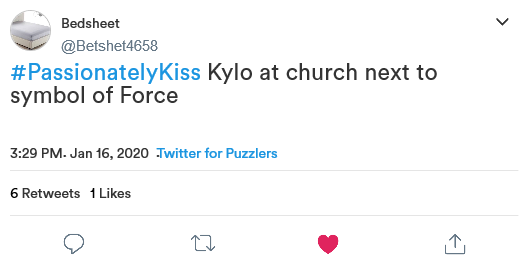 Bedsheet
@Betshet4658
#PassionatelyKiss Kylo at church next to
symbol of Force
3:29 PM. Jan 16, 2020 Twitter for Puzzlers
6 Retweets 1 Likes